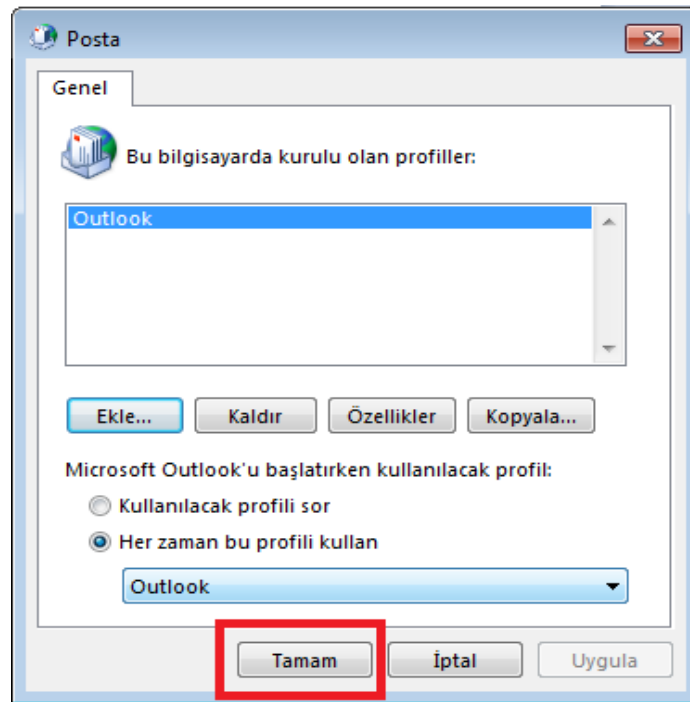 Posta
Genel
Bu bilgisayarda kurulu olan profiller:
Outlook
Ekle... Kaldır Özellikler Kopyala...
Microsoft Outlook'u başlatırken kullanılacak profil:
Kullanılacak profili sor
Her zaman bu profili kullan
Outlook
Tamam İptal Uygula